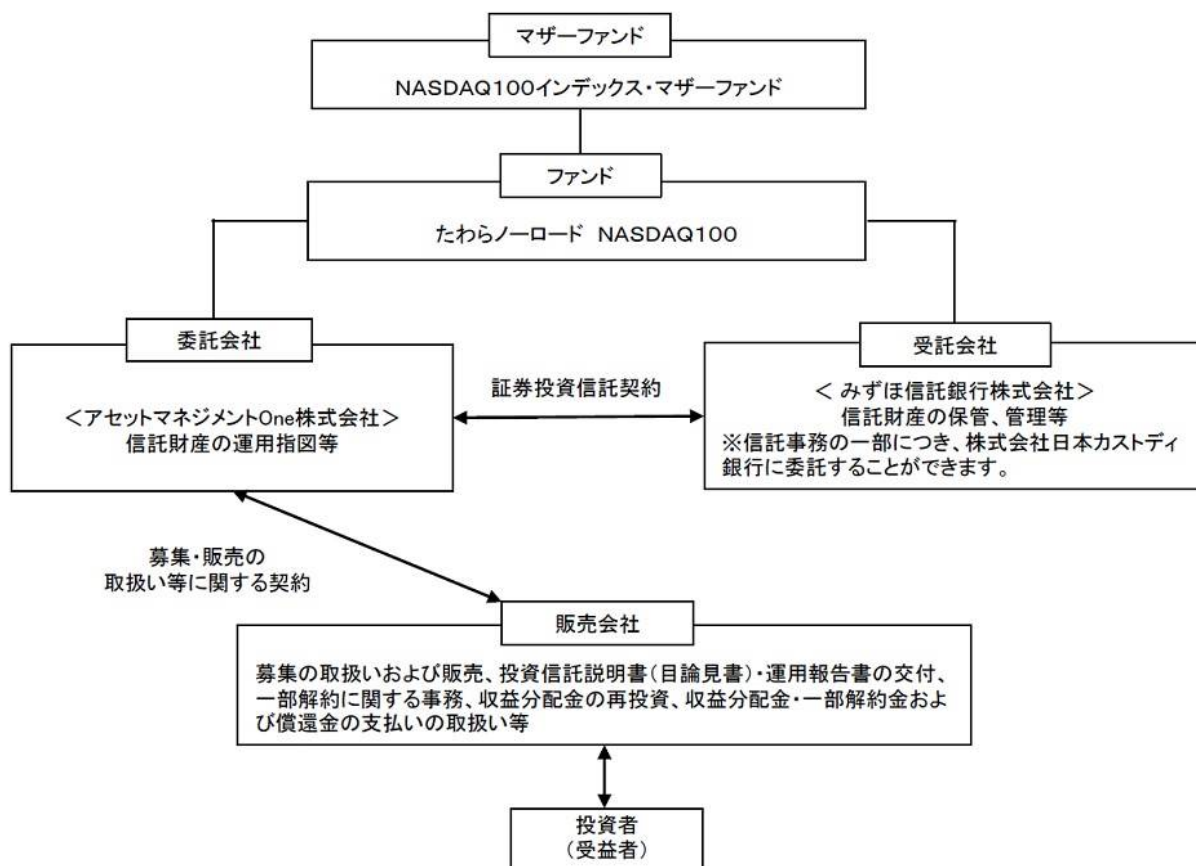 マザーファンド
NASDAQ100インデックス・マザーファンド
ファンド
たわらノーロード NASDAQ100
委託会社
<アセットマネジメントOne株式会社>
信託財産の運用指図等
証券投資信託契約
受託会社
< みずほ信託銀行株式会社>
信託財産の保管、管理等
※信託事務の一部につき、株式会社日本カストディ
銀行に委託することができます。
募集・販売の
取扱い等に関する契約
販売会社
募集の取扱いおよび販売、投資信託説明書(目論見書)・運用報告書の交付、
一部解約に関する事務、収益分配金の再投資、収益分配金・一部解約金およ
び償還金の支払いの取扱い等
投資者
(受益者)